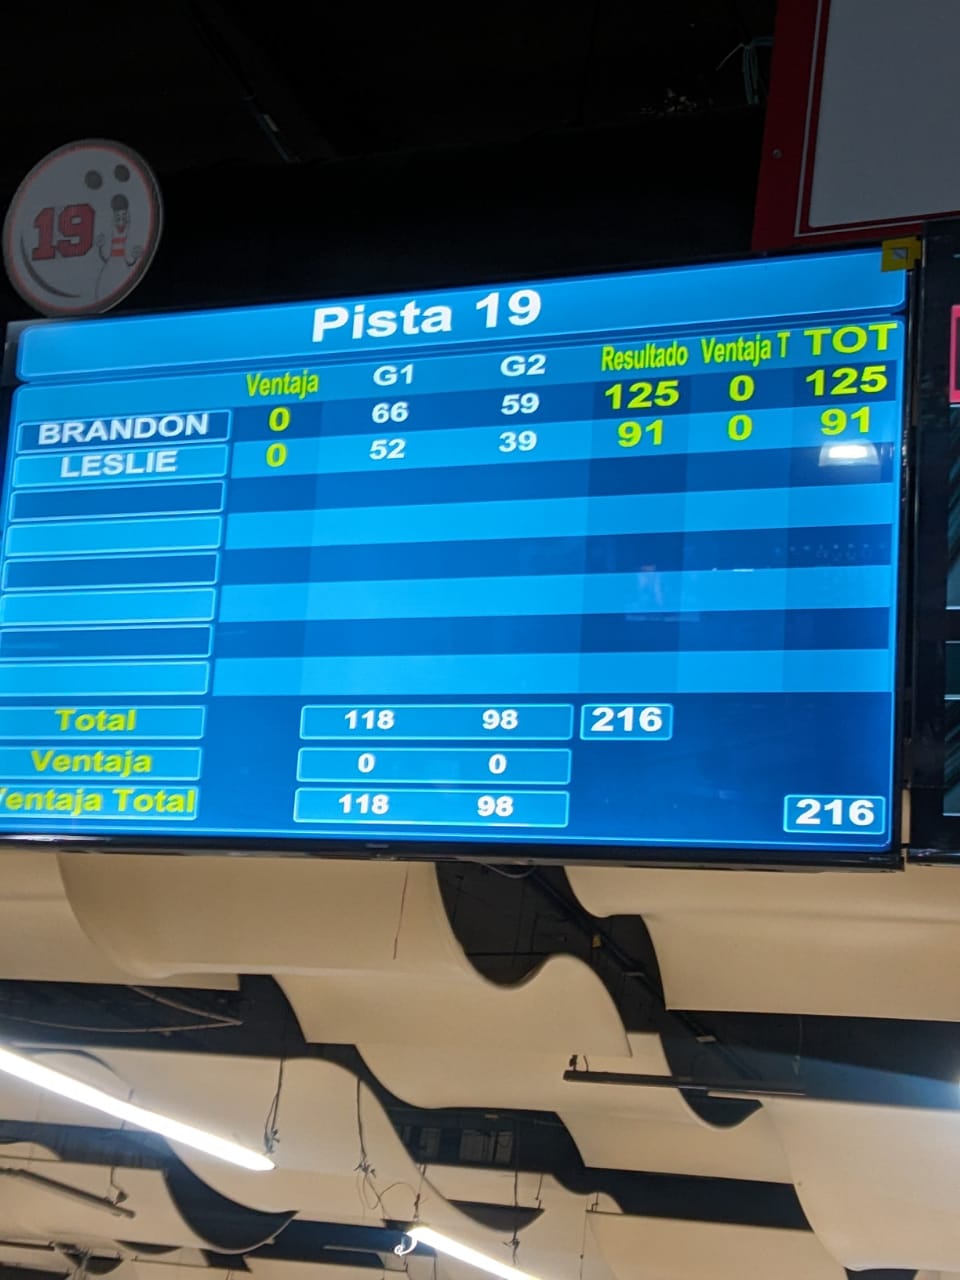 19
Pista 19
Ventaja G1 G2 Resultado Ventaja T TOT
BRANDON 0 66 59 125 0 125
LESLIE 0 52 39 91 0 91
Total 118 98 216
Ventaja 0 0
Ventaja Total 118 98 216